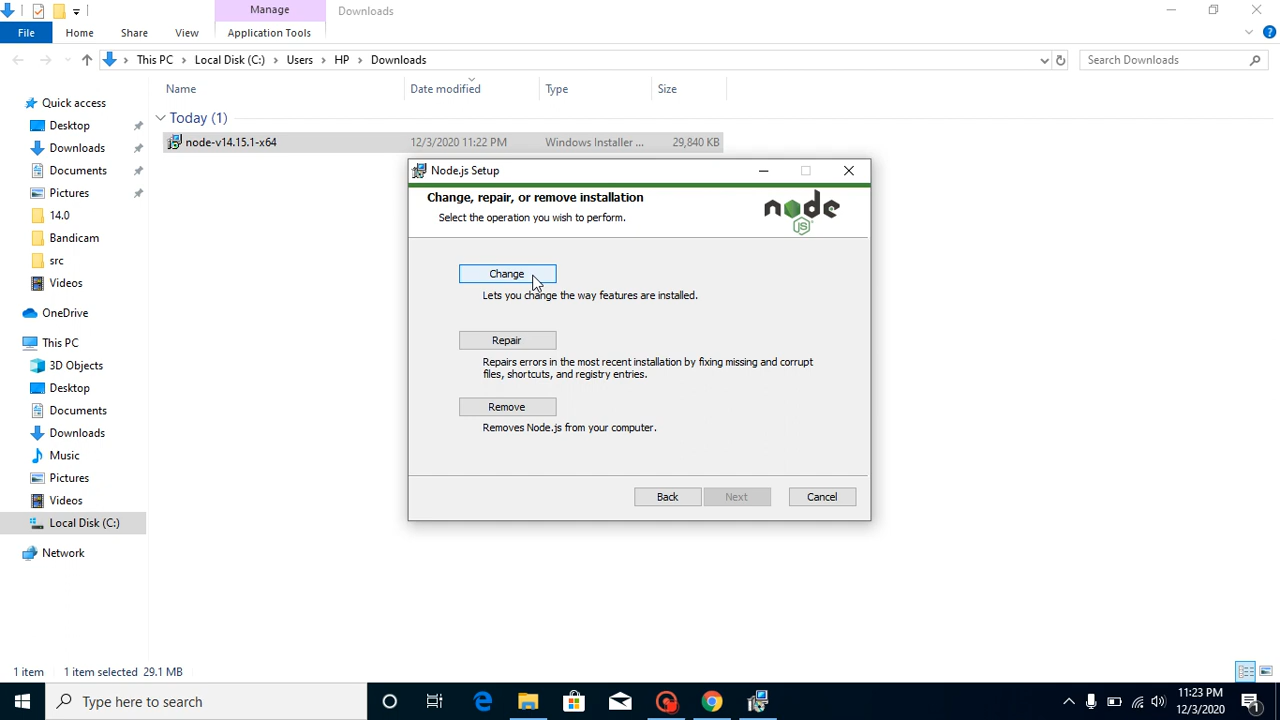 Manage
Downloads
File
Home
Share
View
Application Tools
This PC
Local Disk (C:)
Users
HP
Downloads
Search Downloads
Name
Date modified
Type
Size
Quick access
Today (1)
Desktop
node-v14.15.1-x64
12/3/2020 11:22 PM
Windows Installer ...
29,840 KB
Downloads
Documents
Pictures
14.0
Bandicam
src
Videos
OneDrive
This PC
3D Objects
Desktop
Documents
Downloads
Music
Pictures
Videos
Local Disk (C:)
Network
Node.js Setup
Change, repair, or remove installation
Select the operation you wish to perform.
node
JS
Change
Lets you change the way features are installed.
Repair
Repairs errors in the most recent installation by fixing missing and corrupt
files, shortcuts, and registry entries.
Remove
Removes Node.js from your computer.
Back
Next
Cancel
1 item
1 item selected
29.1 MB
Type here to search
11:23 PM
12/3/2020
1